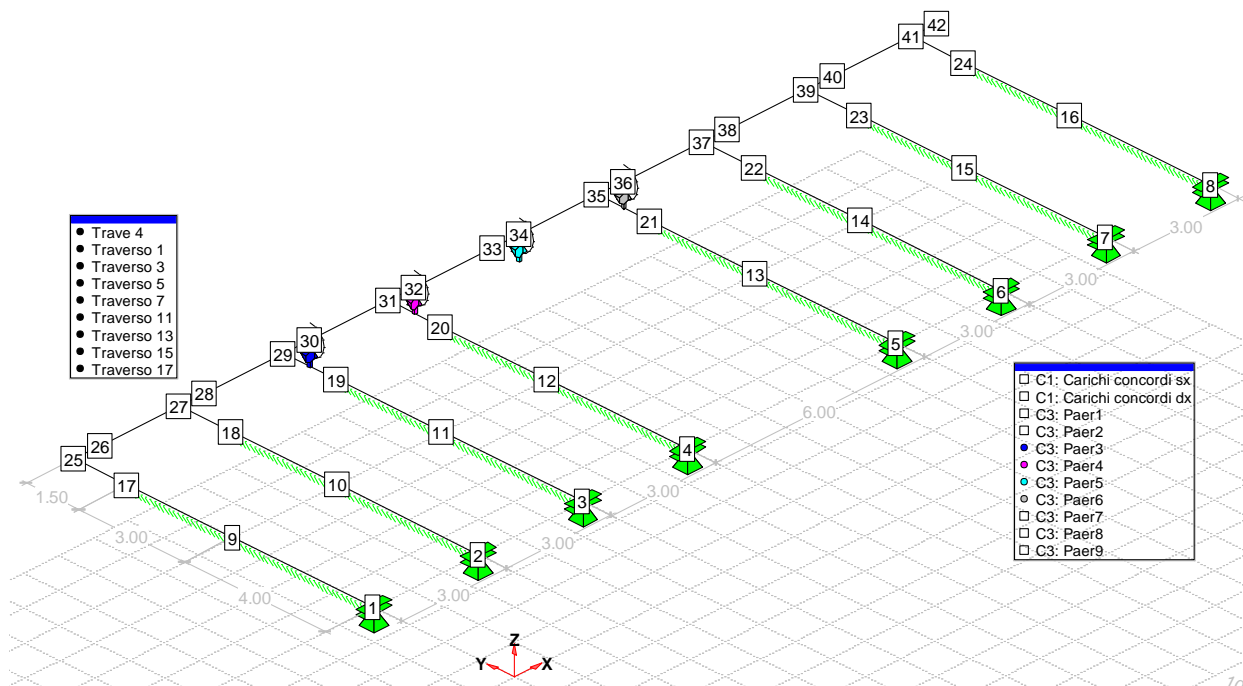 42
41
24
40
39
16
23
38
37
22
15
8
36
35
21
14
7
3.00
34
33
13
6
3.00
32
31
20
12
5
3.00
30
29
19
11
4
6.00
28
27
18
10
3
3.00
26
25
17
9
2
3.00
1.50
3.00
4.00
1
3.00
Trave 4
Traverso 1
Traverso 3
Traverso 5
Traverso 7
Traverso 11
Traverso 13
Traverso 15
Traverso 17
C1: Carichi concordi sx
C1: Carichi concordi dx
C3: Paer1
C3: Paer2
C3: Paer3
C3: Paer4
C3: Paer5
C3: Paer6
C3: Paer7
C3: Paer8
C3: Paer9
Z
Y
X